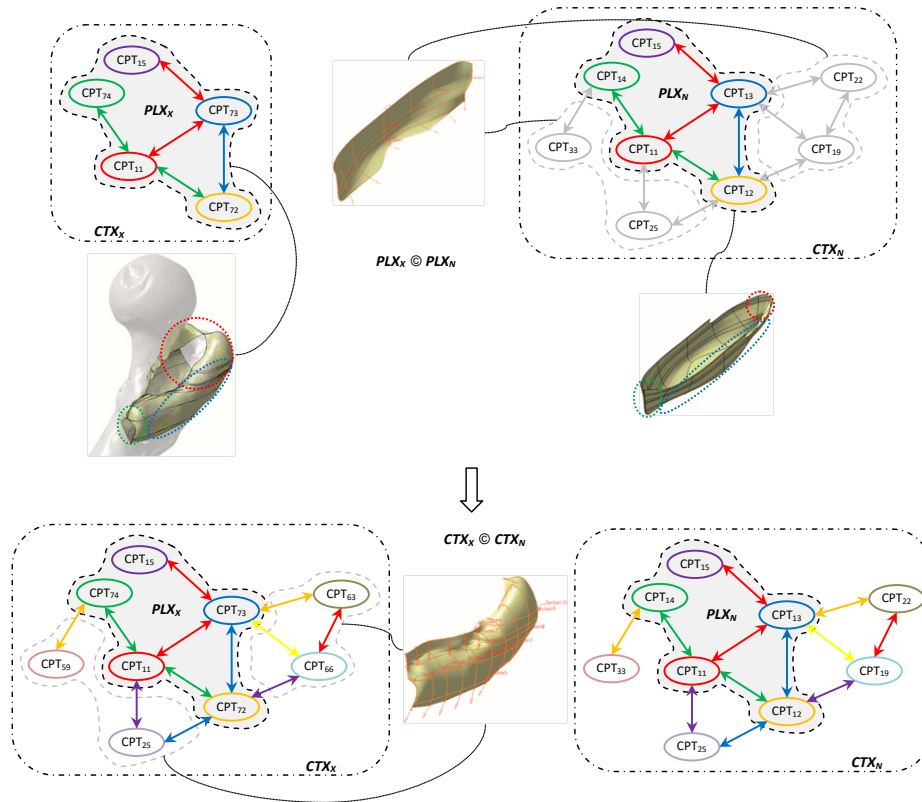 CPT15
CPT74
PLXX
CPT73
CPT11
CPT72
CTXX
CPT15
CPT14
PLXN
CPT13
CPT22
CPT33
CPT11
CPT19
CPT12
CPT25
CTXN
PLXX © PLXN
CTXX © CTXN
CPT15
CPT74
PLXX
CPT73
CPT63
CPT59
CPT11
CPT66
CPT72
CPT25
CTXX
CPT15
CPT14
PLXN
CPT13
CPT22
CPT33
CPT11
CPT19
CPT12
CPT25
CTXN